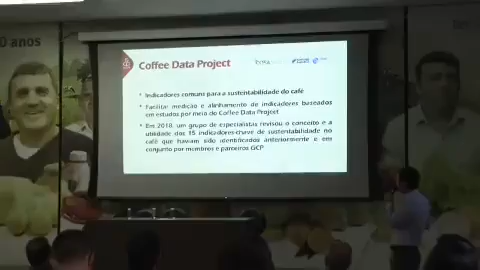 0 anos
Coffee Data Project
• Indicadores comuns para a sustentabilidade do café
• Facilitar medição e alinhamento de indicadores baseados
em estudos por meio do Coffee Data Project
• Em 2018, um grupo de especialistas revisou o conceito e a
utilidade dos 15 indicadores-chave de sustentabilidade no
café que haviam sido identificados anteriormente e em
conjunto por membros e parceiros GCP